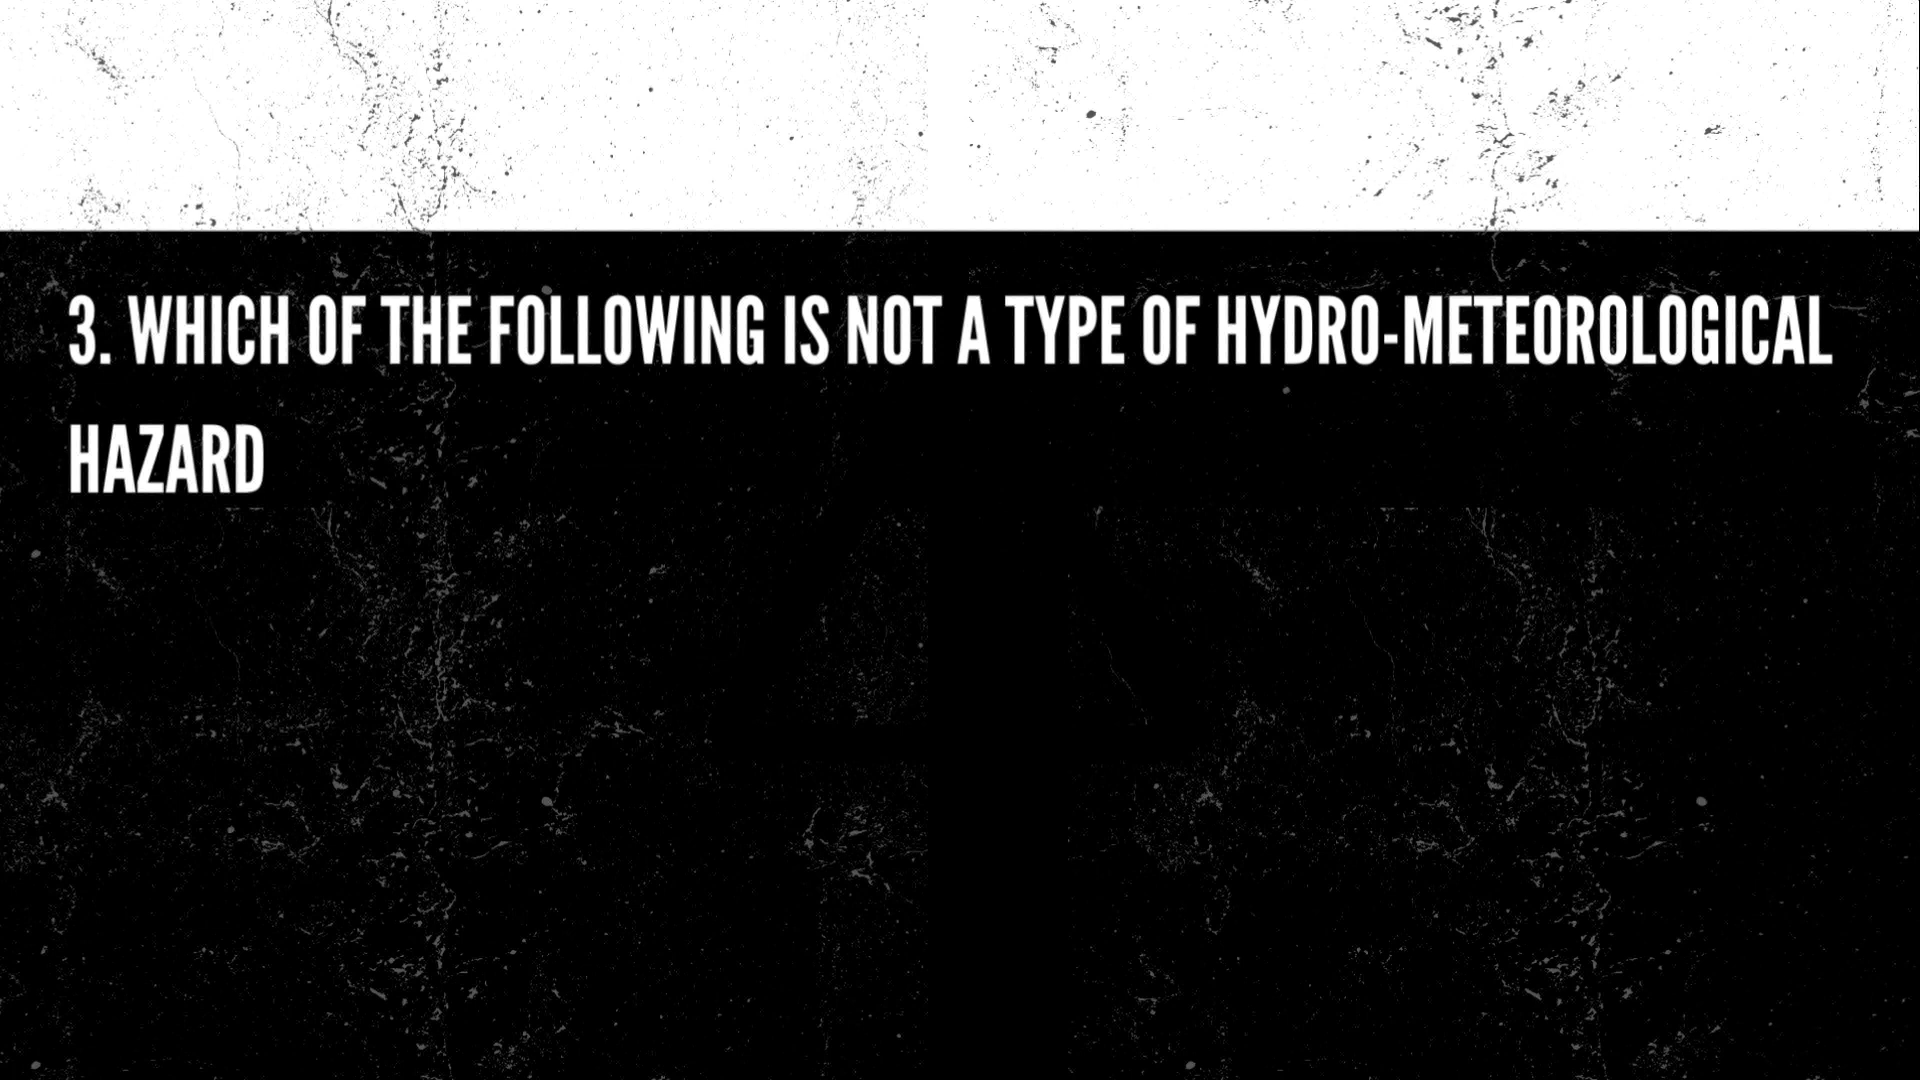 3. WHICH OF THE FOLLOWING IS NOT A TYPE OF HYDRO-METEOROLOGICAL
HAZARD